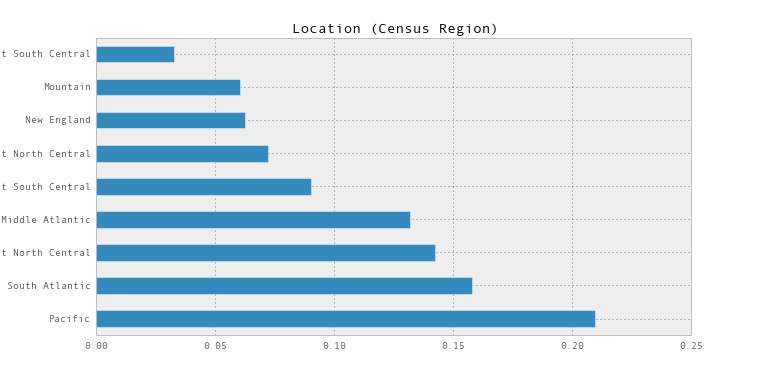 Location (Census Region)
t South Central
Mountain
New England
t North Central
t South Central
Middle Atlantic
t North Central
South Atlantic
Pacific
0.00 0.05 0.10 0.15 0.20 0.25